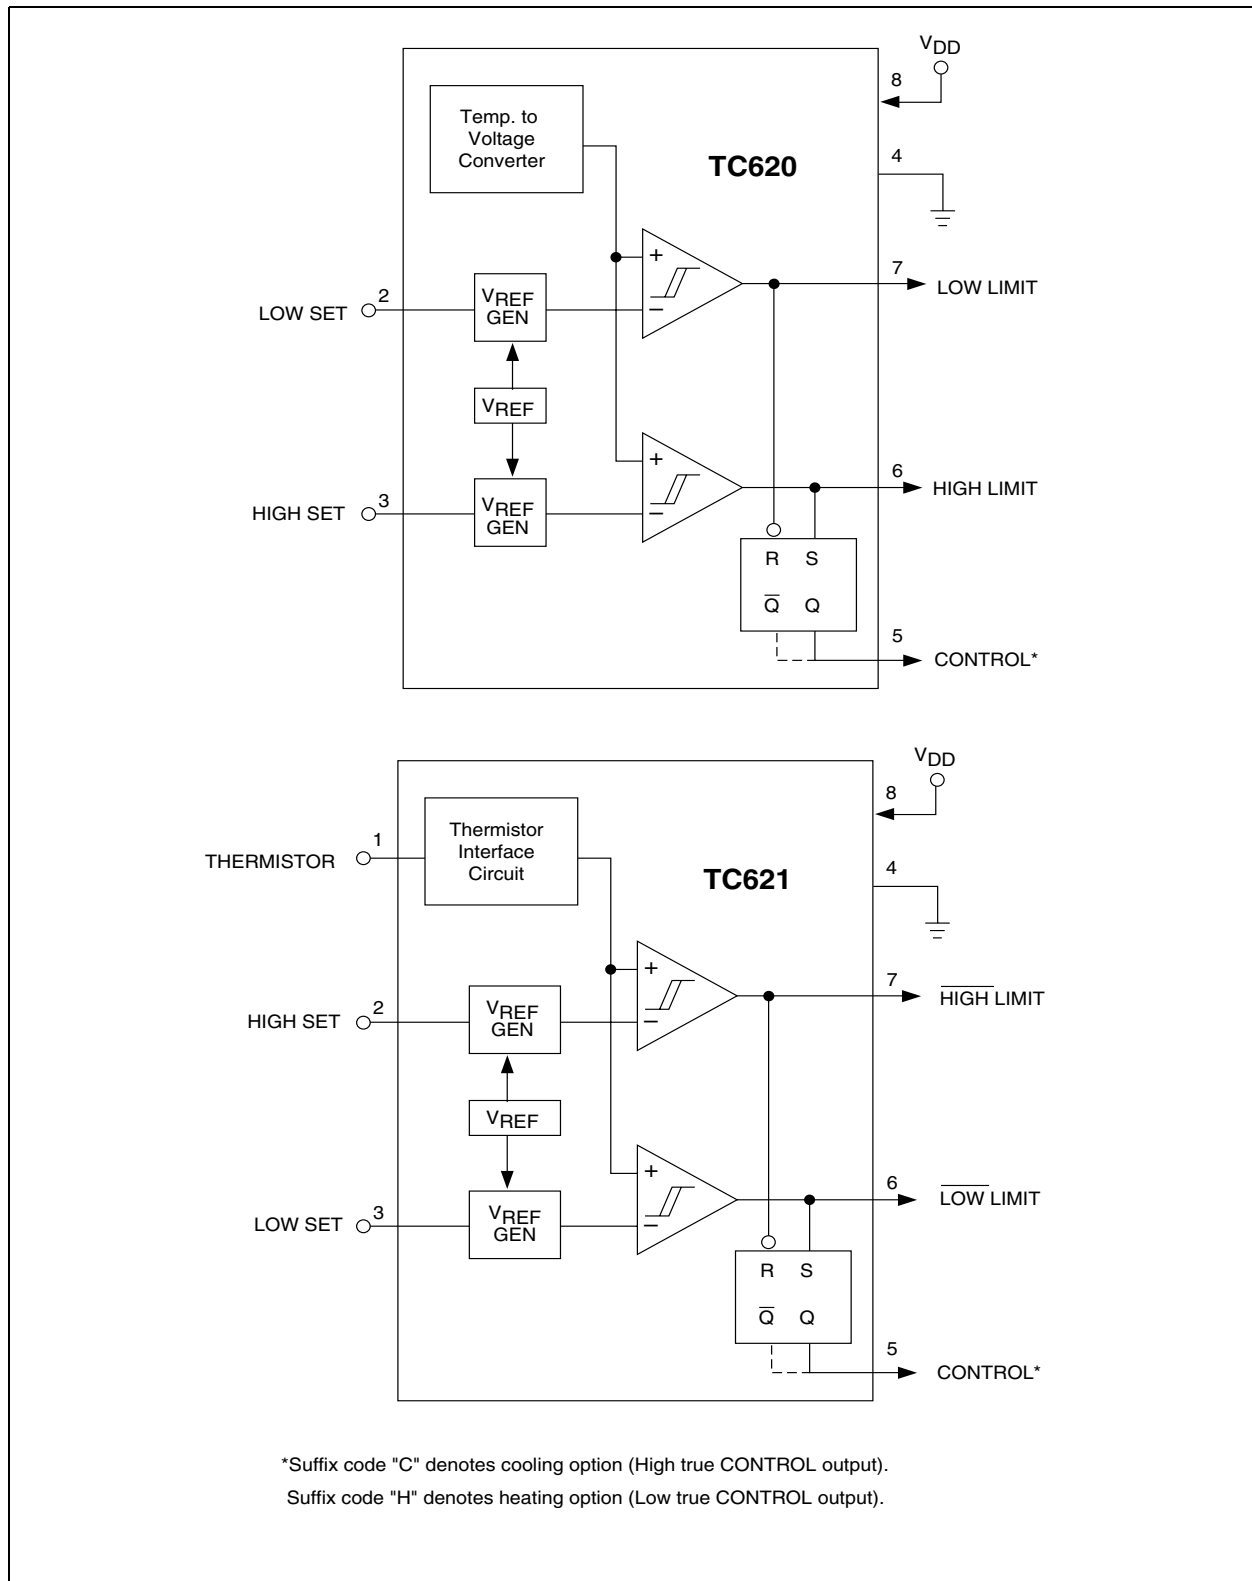 VDD
8
Temp. to
Voltage
Converter
TC620
4
+
7
LOW LIMIT
2
LOW SET
VREF
GEN
−
VREF
+
6
HIGH LIMIT
3
HIGH SET
VREF
GEN
−
R S
Q̅ Q
5
CONTROL*
VDD
8
Thermistor
Interface
Circuit
1
THERMISTOR
TC621
4
+
7
H̅I̅G̅H̅ LIMIT
2
HIGH SET
VREF
GEN
−
VREF
+
6
L̅O̅W̅ LIMIT
3
LOW SET
VREF
GEN
−
R S
Q̅ Q
5
CONTROL*
*Suffix code "C" denotes cooling option (High true CONTROL output).
Suffix code "H" denotes heating option (Low true CONTROL output).